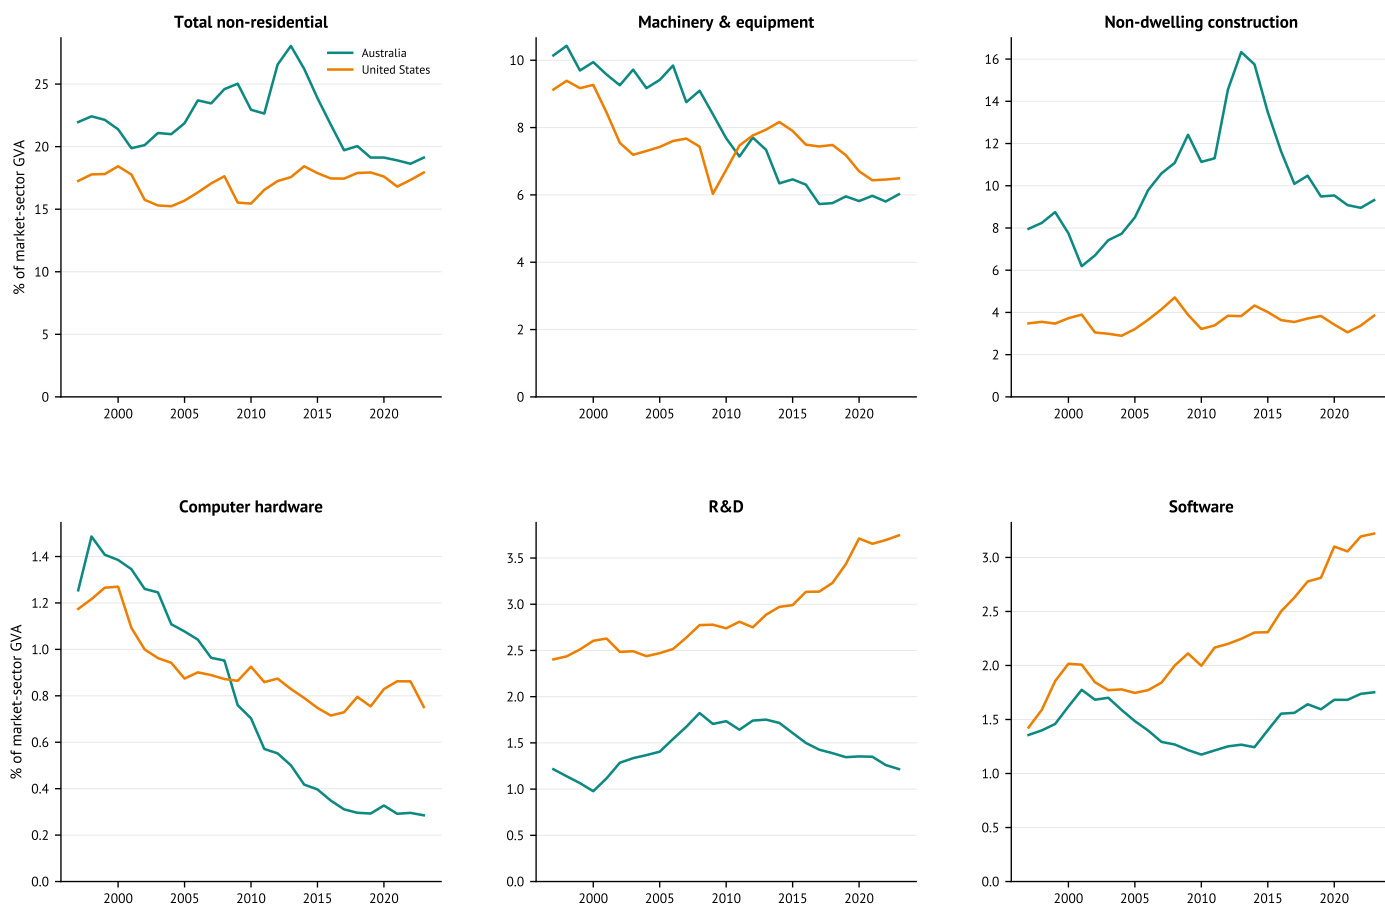 Total non-residential
Machinery & equipment
Non-dwelling construction
% of market-sector GVA
25
20
15
10
5
0
2000 2005 2010 2015 2020
Australia
United States
10
8
6
4
2
0
2000 2005 2010 2015 2020
16
14
12
10
8
6
4
2
0
2000 2005 2010 2015 2020
Computer hardware
R&D
Software
% of market-sector GVA
1.4
1.2
1.0
0.8
0.6
0.4
0.2
0.0
2000 2005 2010 2015 2020
3.5
3.0
2.5
2.0
1.5
1.0
0.5
0.0
2000 2005 2010 2015 2020
3.0
2.5
2.0
1.5
1.0
0.5
0.0
2000 2005 2010 2015 2020